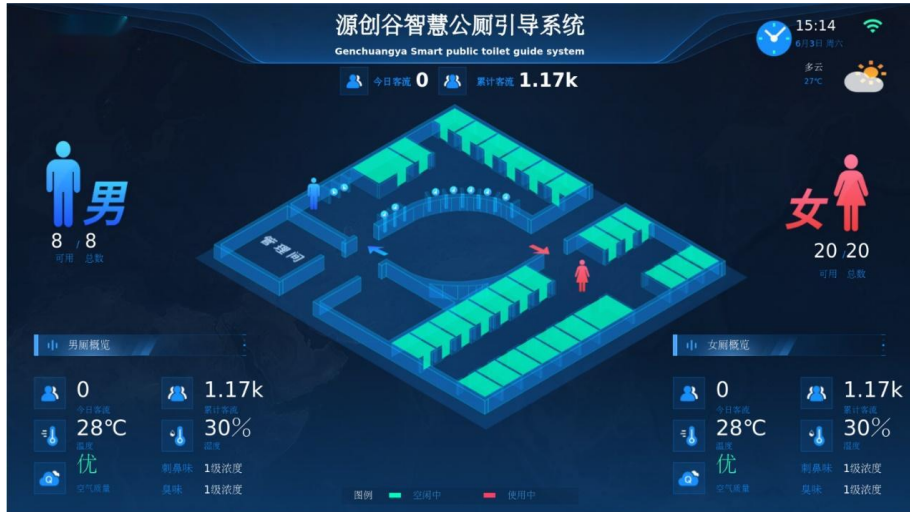 源创谷智慧公厕引导系统
Genchuangya Smart public toilet guide system
15:14
6月3日 周六
今日客流 0 累计客流 1.17k
多云
27℃
男
8 / 8
可用 总数
女
20 / 20
可用 总数
管理间
男厕概览
0
今日客流
1.17k
累计客流
28℃
温度
30%
湿度
优
空气质量
刺鼻味 1级浓度
臭味 1级浓度
女厕概览
0
今日客流
1.17k
累计客流
28℃
温度
30%
湿度
优
空气质量
刺鼻味 1级浓度
臭味 1级浓度
图例 空闲中 使用中